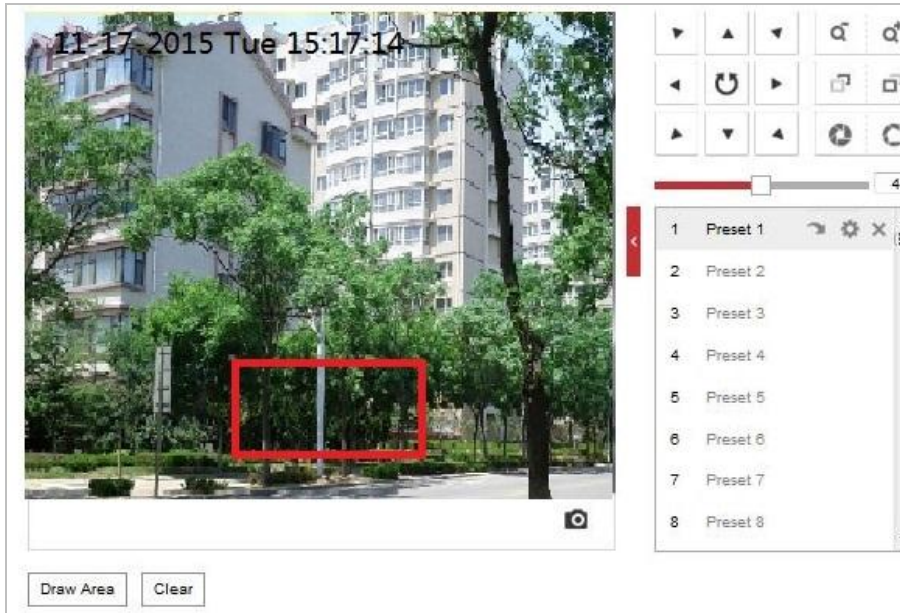 11-17-2015 Tue 15:17:14
4
1 Preset 1
2 Preset 2
3 Preset 3
4 Preset 4
5 Preset 5
6 Preset 6
7 Preset 7
8 Preset 8
Draw Area Clear